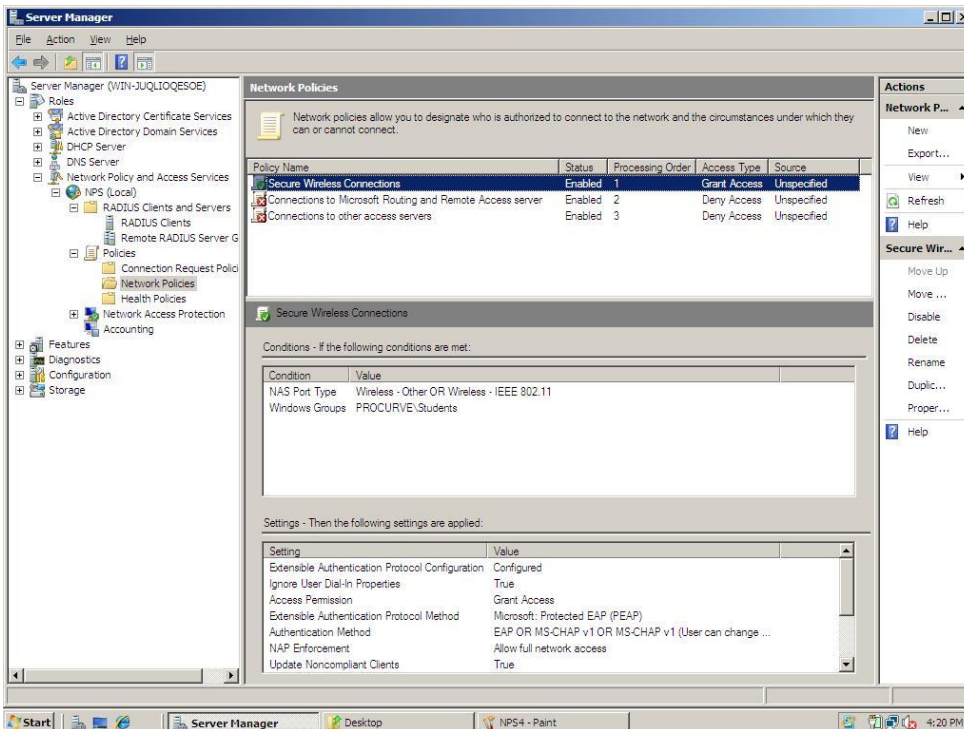 Server Manager
File Action View Help
Server Manager (WIN-JUQLIOQESOE)
Roles
Active Directory Certificate Services
Active Directory Domain Services
DHCP Server
DNS Server
Network Policy and Access Services
NPS (Local)
RADIUS Clients and Servers
RADIUS Clients
Remote RADIUS Server G
Policies
Connection Request Polici
Network Policies
Health Policies
Network Access Protection
Accounting
Features
Diagnostics
Configuration
Storage
Network Policies
Network policies allow you to designate who is authorized to connect to the network and the circumstances under which they
can or cannot connect.
Policy Name Status Processing Order Access Type Source
Secure Wireless Connections Enabled 1 Grant Access Unspecified
Connections to Microsoft Routing and Remote Access server Enabled 2 Deny Access Unspecified
Connections to other access servers Enabled 3 Deny Access Unspecified
Secure Wireless Connections
Conditions - If the following conditions are met:
Condition Value
NAS Port Type Wireless - Other OR Wireless - IEEE 802.11
Windows Groups PROCURVE\Students
Settings - Then the following settings are applied:
Setting Value
Extensible Authentication Protocol Configuration Configured
Ignore User Dial-In Properties True
Access Permission Grant Access
Extensible Authentication Protocol Method Microsoft: Protected EAP (PEAP)
Authentication Method EAP OR MS-CHAP v1 OR MS-CHAP v1 (User can change ...
NAP Enforcement Allow full network access
Update Noncompliant Clients True
Actions
Network P...
New
Export...
View
Refresh
Help
Secure Wir...
Move Up
Move ...
Disable
Delete
Rename
Duplic...
Proper...
Help
Start Server Manager Desktop NPS4 - Paint 4:20 PM